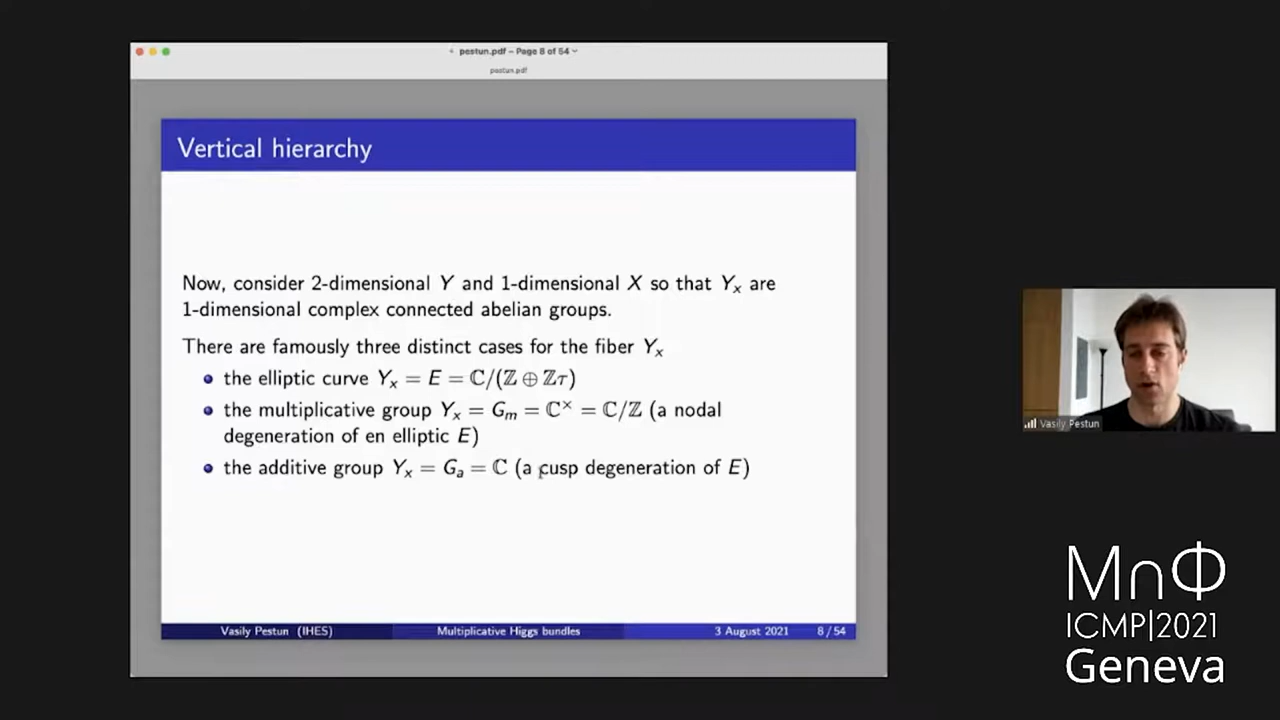 pestun.pdf – Page 8 of 54
pestun.pdf
Vertical hierarchy
Now, consider 2-dimensional Y and 1-dimensional X so that Yₓ are
1-dimensional complex connected abelian groups.
There are famously three distinct cases for the fiber Yₓ
the elliptic curve Yₓ = E = ℂ/(ℤ ⊕ ℤτ)
the multiplicative group Yₓ = Gₘ = ℂ× = ℂ/ℤ (a nodal
degeneration of en elliptic E)
the additive group Yₓ = Gₐ = ℂ (a cusp degeneration of E)
Vasily Pestun (IHES) Multiplicative Higgs bundles 3 August 2021 8 / 54
Vasily Pestun
M∩Φ
ICMP|2021
Geneva